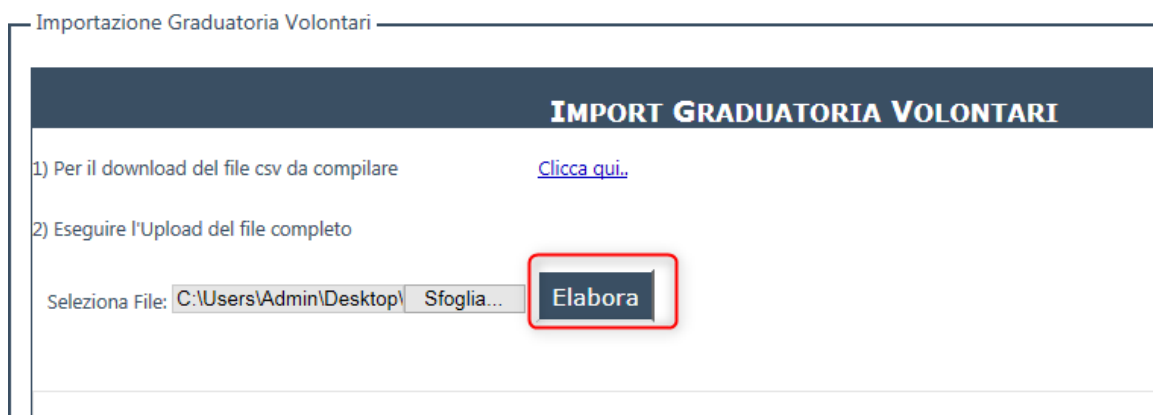 Importazione Graduatoria Volontari
IMPORT GRADUATORIA VOLONTARI
1) Per il download del file csv da compilare Clicca qui..
2) Eseguire l'Upload del file completo
Seleziona File: C:\Users\Admin\Desktop\ Sfoglia... Elabora